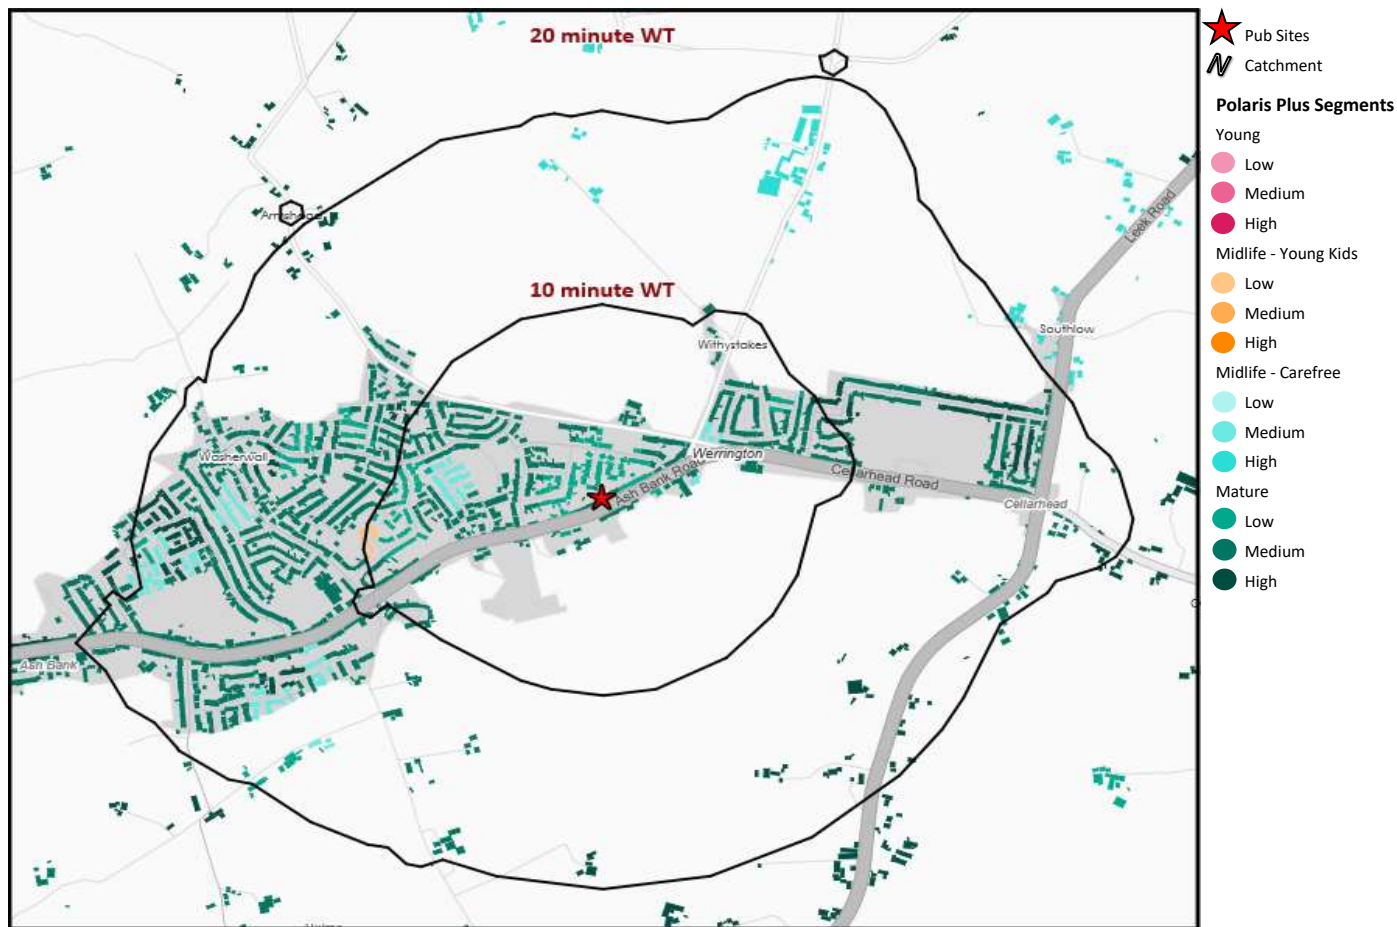 20 minute WT
10 minute WT
Withystakes
Southlow
Leek Road
Washerwall
Werrington
Ash Bank Road
Cellarhead Road
Cellarhead
Ash Bank
Pub Sites
Catchment
Polaris Plus Segments
Young
Low
Medium
High
Midlife - Young Kids
Low
Medium
High
Midlife - Carefree
Low
Medium
High
Mature
Low
Medium
High